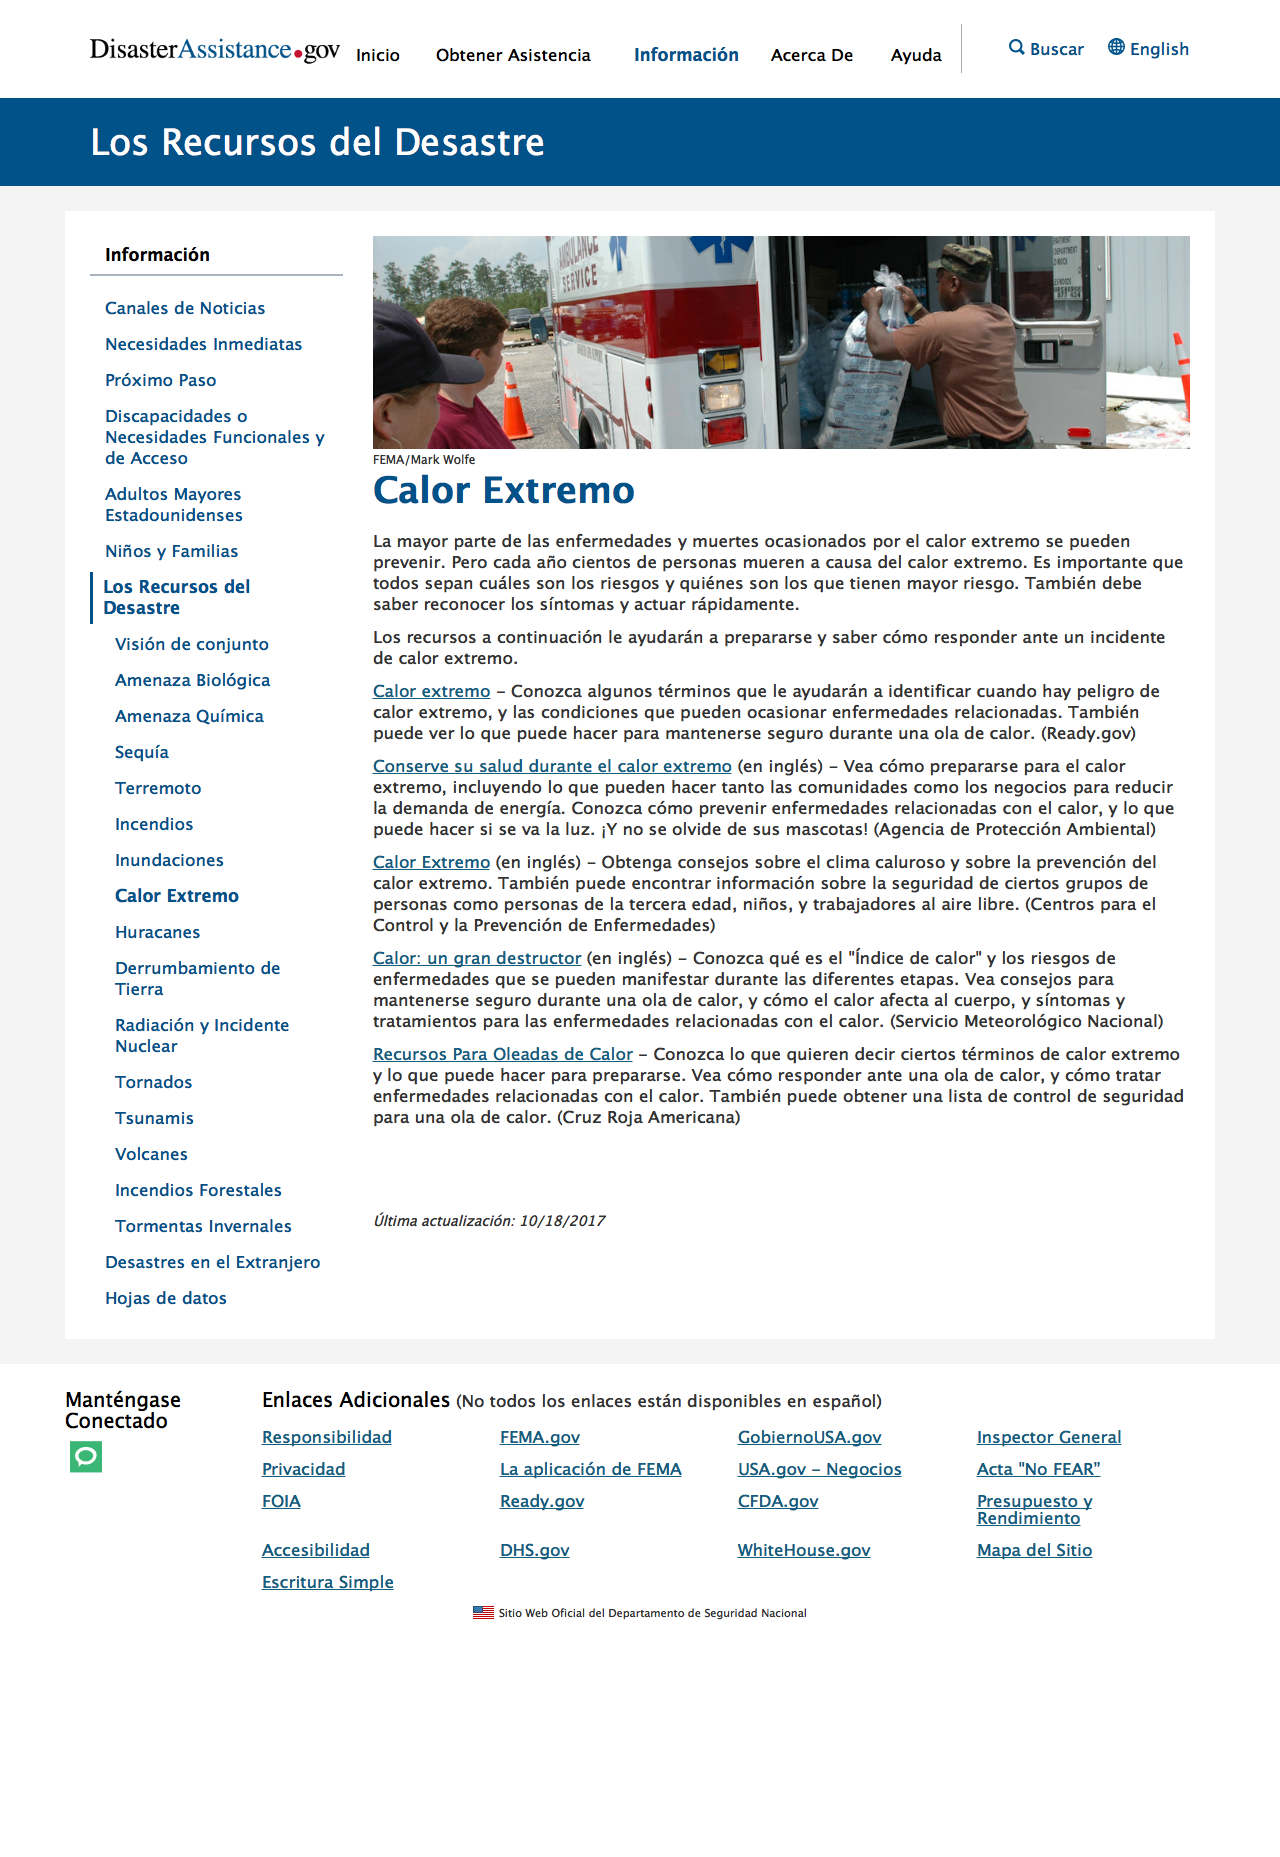 DisasterAssistance.gov
Inicio
Obtener Asistencia
Información
Acerca De
Ayuda
Buscar
English
Los Recursos del Desastre
Información
Canales de Noticias
Necesidades Inmediatas
Próximo Paso
Discapacidades o
Necesidades Funcionales y
de Acceso
Adultos Mayores
Estadounidenses
Niños y Familias
Los Recursos del
Desastre
Visión de conjunto
Amenaza Biológica
Amenaza Química
Sequía
Terremoto
Incendios
Inundaciones
Calor Extremo
Huracanes
Derrumbamiento de
Tierra
Radiación y Incidente
Nuclear
Tornados
Tsunamis
Volcanes
Incendios Forestales
Tormentas Invernales
Desastres en el Extranjero
Hojas de datos
AMBULANCE
SERVICE
FEMA/Mark Wolfe
Calor Extremo
La mayor parte de las enfermedades y muertes ocasionados por el calor extremo se pueden
prevenir. Pero cada año cientos de personas mueren a causa del calor extremo. Es importante que
todos sepan cuáles son los riesgos y quiénes son los que tienen mayor riesgo. También debe
saber reconocer los síntomas y actuar rápidamente.
Los recursos a continuación le ayudarán a prepararse y saber cómo responder ante un incidente
de calor extremo.
Calor extremo – Conozca algunos términos que le ayudarán a identificar cuando hay peligro de
calor extremo, y las condiciones que pueden ocasionar enfermedades relacionadas. También
puede ver lo que puede hacer para mantenerse seguro durante una ola de calor. (Ready.gov)
Conserve su salud durante el calor extremo (en inglés) – Vea cómo prepararse para el calor
extremo, incluyendo lo que pueden hacer tanto las comunidades como los negocios para reducir
la demanda de energía. Conozca cómo prevenir enfermedades relacionadas con el calor, y lo que
puede hacer si se va la luz. ¡Y no se olvide de sus mascotas! (Agencia de Protección Ambiental)
Calor Extremo (en inglés) – Obtenga consejos sobre el clima caluroso y sobre la prevención del
calor extremo. También puede encontrar información sobre la seguridad de ciertos grupos de
personas como personas de la tercera edad, niños, y trabajadores al aire libre. (Centros para el
Control y la Prevención de Enfermedades)
Calor: un gran destructor (en inglés) – Conozca qué es el "Índice de calor" y los riesgos de
enfermedades que se pueden manifestar durante las diferentes etapas. Vea consejos para
mantenerse seguro durante una ola de calor, y cómo el calor afecta al cuerpo, y síntomas y
tratamientos para las enfermedades relacionadas con el calor. (Servicio Meteorológico Nacional)
Recursos Para Oleadas de Calor – Conozca lo que quieren decir ciertos términos de calor extremo
y lo que puede hacer para prepararse. Vea cómo responder ante una ola de calor, y cómo tratar
enfermedades relacionadas con el calor. También puede obtener una lista de control de seguridad
para una ola de calor. (Cruz Roja Americana)
Última actualización: 10/18/2017
Manténgase
Conectado
Enlaces Adicionales (No todos los enlaces están disponibles en español)
Responsibilidad
FEMA.gov
GobiernoUSA.gov
Inspector General
Privacidad
La aplicación de FEMA
USA.gov – Negocios
Acta "No FEAR"
FOIA
Ready.gov
CFDA.gov
Presupuesto y
Rendimiento
Accesibilidad
DHS.gov
WhiteHouse.gov
Mapa del Sitio
Escritura Simple
Sitio Web Oficial del Departamento de Seguridad Nacional